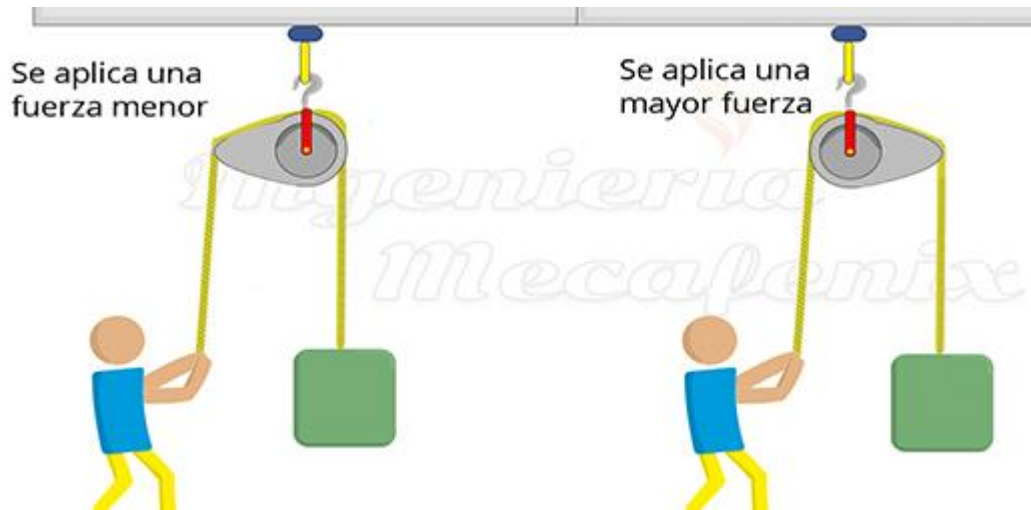 Se aplica una
fuerza menor
Se aplica una
mayor fuerza
Ingenieria
Mecafenix